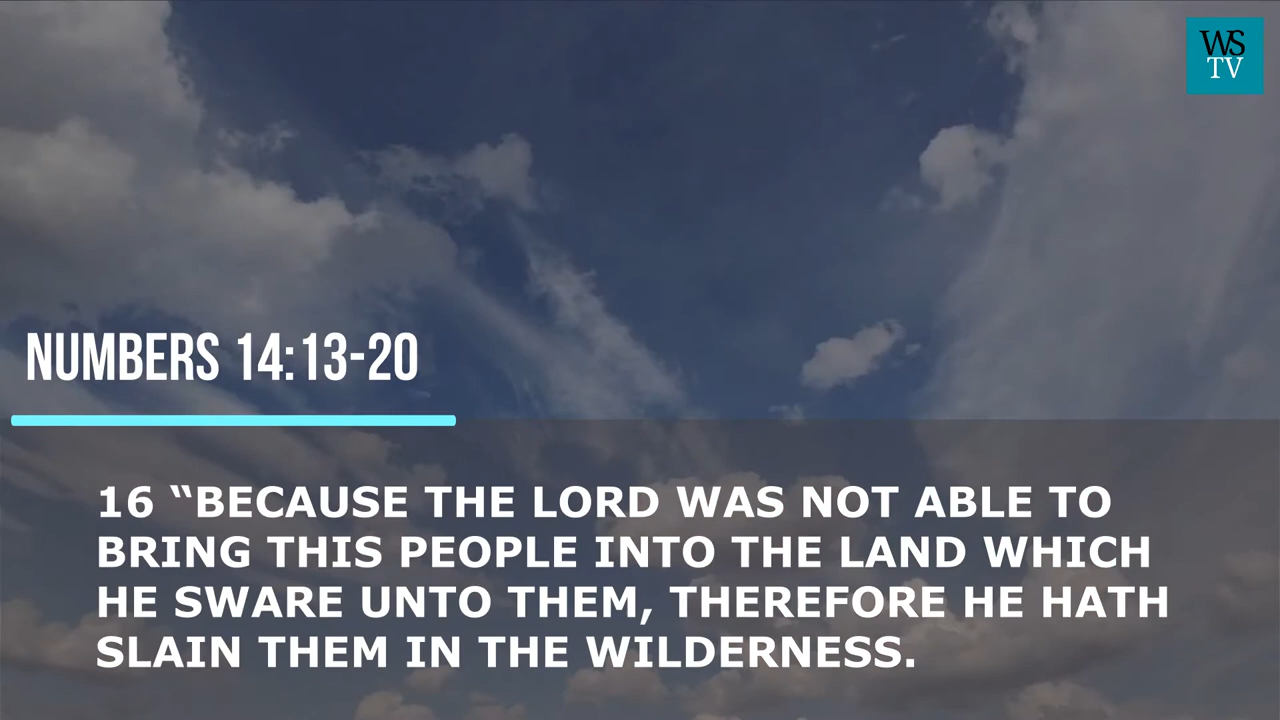 WS
TV
NUMBERS 14:13-20
16 “BECAUSE THE LORD WAS NOT ABLE TO
BRING THIS PEOPLE INTO THE LAND WHICH
HE SWARE UNTO THEM, THEREFORE HE HATH
SLAIN THEM IN THE WILDERNESS.